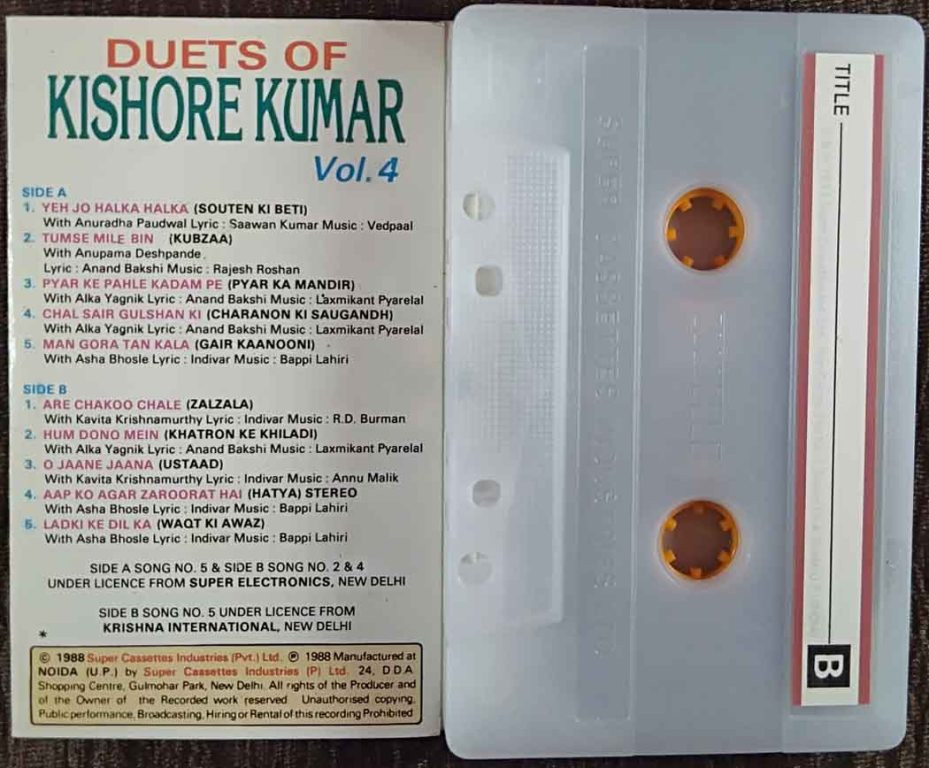 DUETS OF
KISHORE KUMAR
Vol. 4
SIDE A
1. YEH JO HALKA HALKA (SOUTEN KI BETI)
With Anuradha Paudwal Lyric : Saawan Kumar Music : Vedpaal
2. TUMSE MILE BIN (KUBZAA)
With Anupama Deshpande
Lyric : Anand Bakshi Music : Rajesh Roshan
3. PYAR KE PAHLE KADAM PE (PYAR KA MANDIR)
With Alka Yagnik Lyric : Anand Bakshi Music : Laxmikant Pyarelal
4. CHAL SAIR GULSHAN KI (CHARANON KI SAUGANDH)
With Alka Yagnik Lyric : Anand Bakshi Music : Laxmikant Pyarelal
5. MAN GORA TAN KALA (GAIR KAANOONI)
With Asha Bhosle Lyric : Indivar Music : Bappi Lahiri
SIDE B
1. ARE CHAKOO CHALE (ZALZALA)
With Kavita Krishnamurthy Lyric : Indivar Music : R.D. Burman
2. HUM DONO MEIN (KHATRON KE KHILADI)
With Alka Yagnik Lyric : Anand Bakshi Music : Laxmikant Pyarelal
3. O JAANE JAANA (USTAAD)
With Kavita Krishnamurthy Lyric : Indivar Music : Annu Malik
4. AAP KO AGAR ZAROORAT HAI (HATYA) STEREO
With Asha Bhosle Lyric : Indivar Music : Bappi Lahiri
5. LADKI KE DIL KA (WAQT KI AWAZ)
With Asha Bhosle Lyric : Indivar Music : Bappi Lahiri
SIDE A SONG NO. 5 & SIDE B SONG NO. 2 & 4
UNDER LICENCE FROM SUPER ELECTRONICS, NEW DELHI
SIDE B SONG NO. 5 UNDER LICENCE FROM
* KRISHNA INTERNATIONAL, NEW DELHI
© 1988 Super Cassettes Industries (Pvt.) Ltd. ℗ 1988 Manufactured at
NOIDA (U.P.) by Super Cassettes Industries (P) Ltd. 24, D.D.A.
Shopping Centre, Gulmohar Park, New Delhi. All rights of the Producer and
of the Owner of the Recorded work reserved Unauthorised copying,
Public performance, Broadcasting, Hiring or Rental of this recording Prohibited
TITLE
B
SUPER CASSETTES